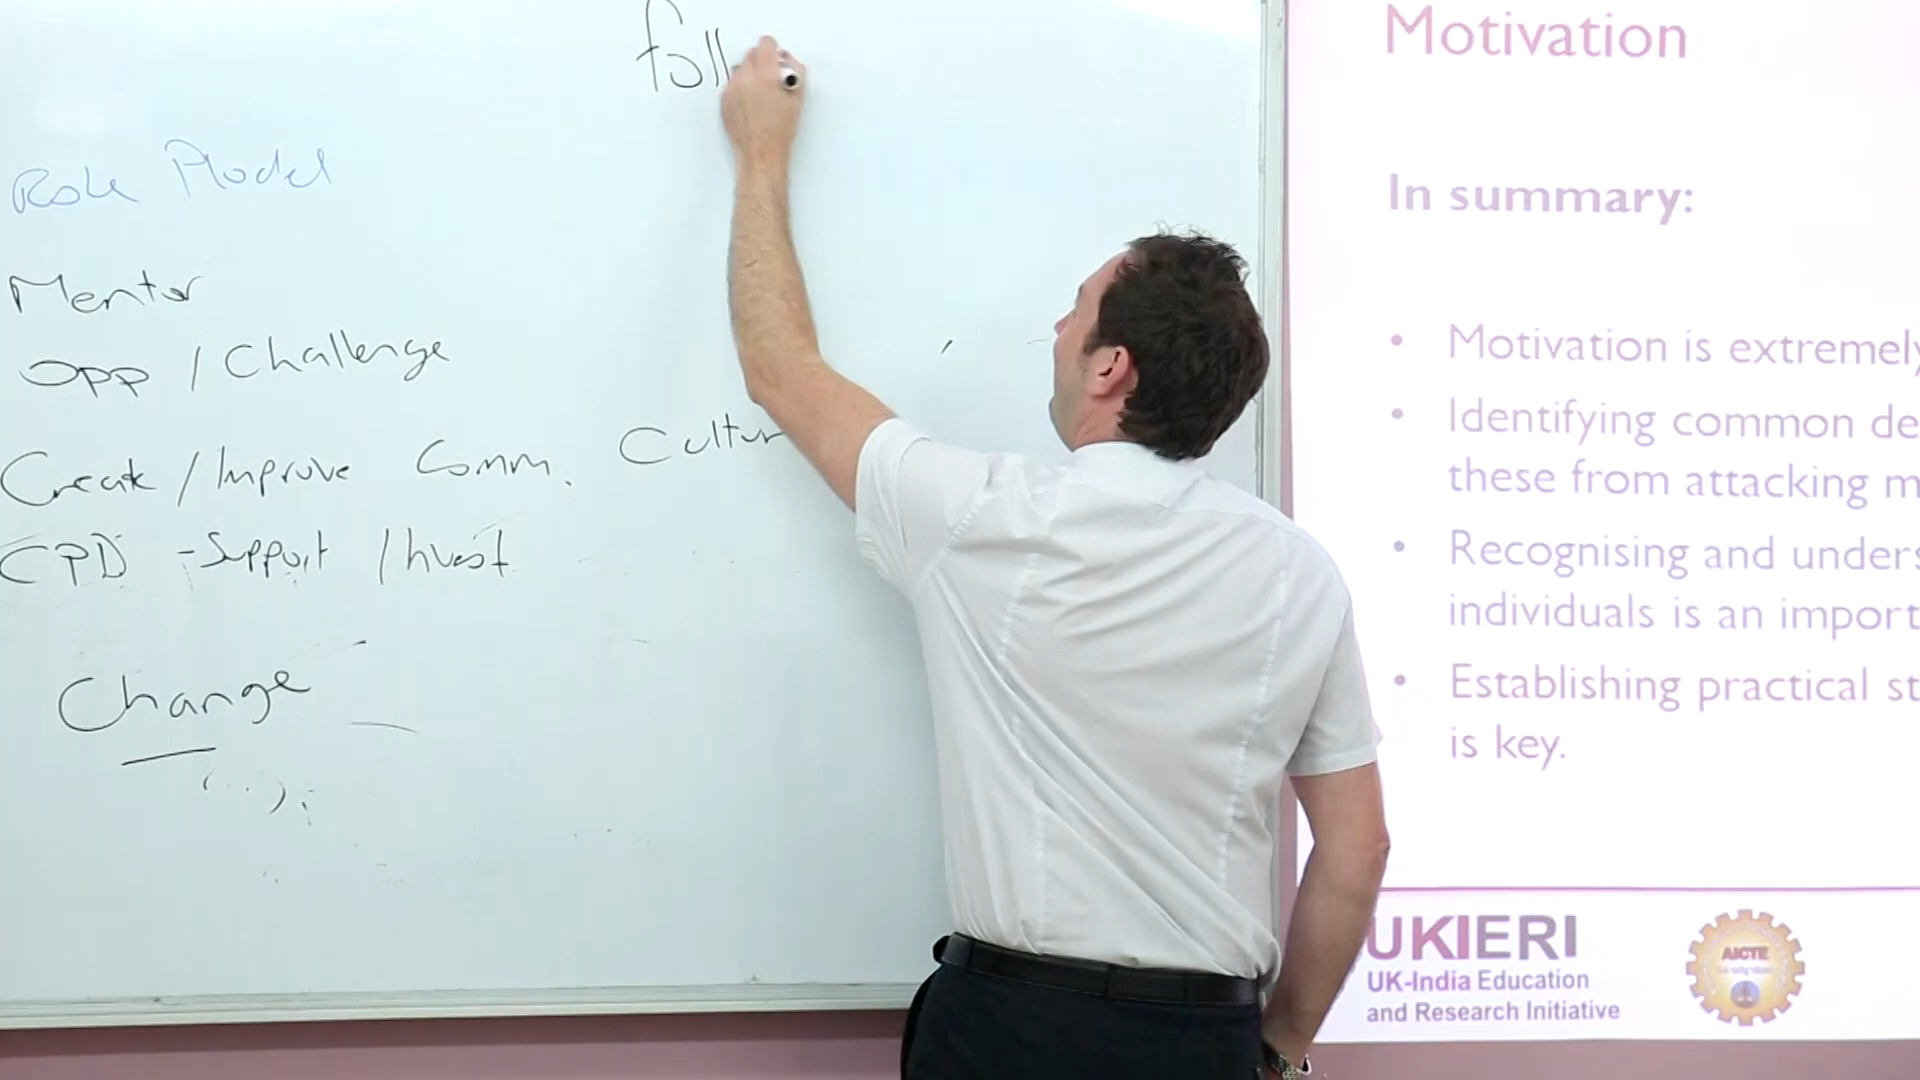 foll
Role Model
Mentor
Opp / Challenge
Create / Improve Comm. Cultur
CPD - Support / Invest
Change
Motivation
In summary:
• Motivation is extremely
• Identifying common de
these from attacking m
• Recognising and unders
individuals is an import
• Establishing practical st
is key.
UKIERI
UK-India Education
and Research Initiative
AICTE